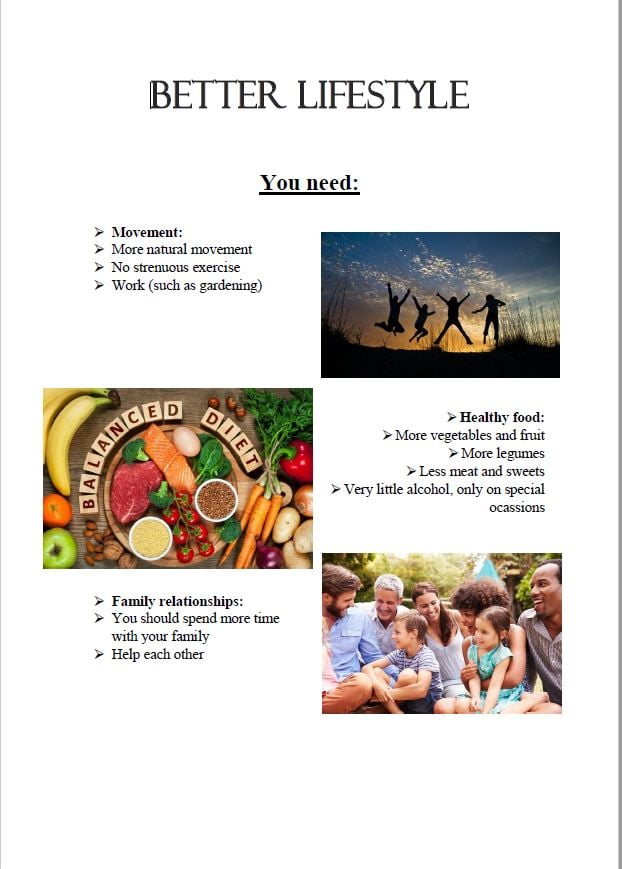 BETTER LIFESTYLE
You need:
➢ Movement:
➢ More natural movement
➢ No strenuous exercise
➢ Work (such as gardening)
BALANCED DIET
➢ Healthy food:
➢ More vegetables and fruit
➢ More legumes
➢ Less meat and sweets
➢ Very little alcohol, only on special
ocassions
➢ Family relationships:
➢ You should spend more time
with your family
➢ Help each other